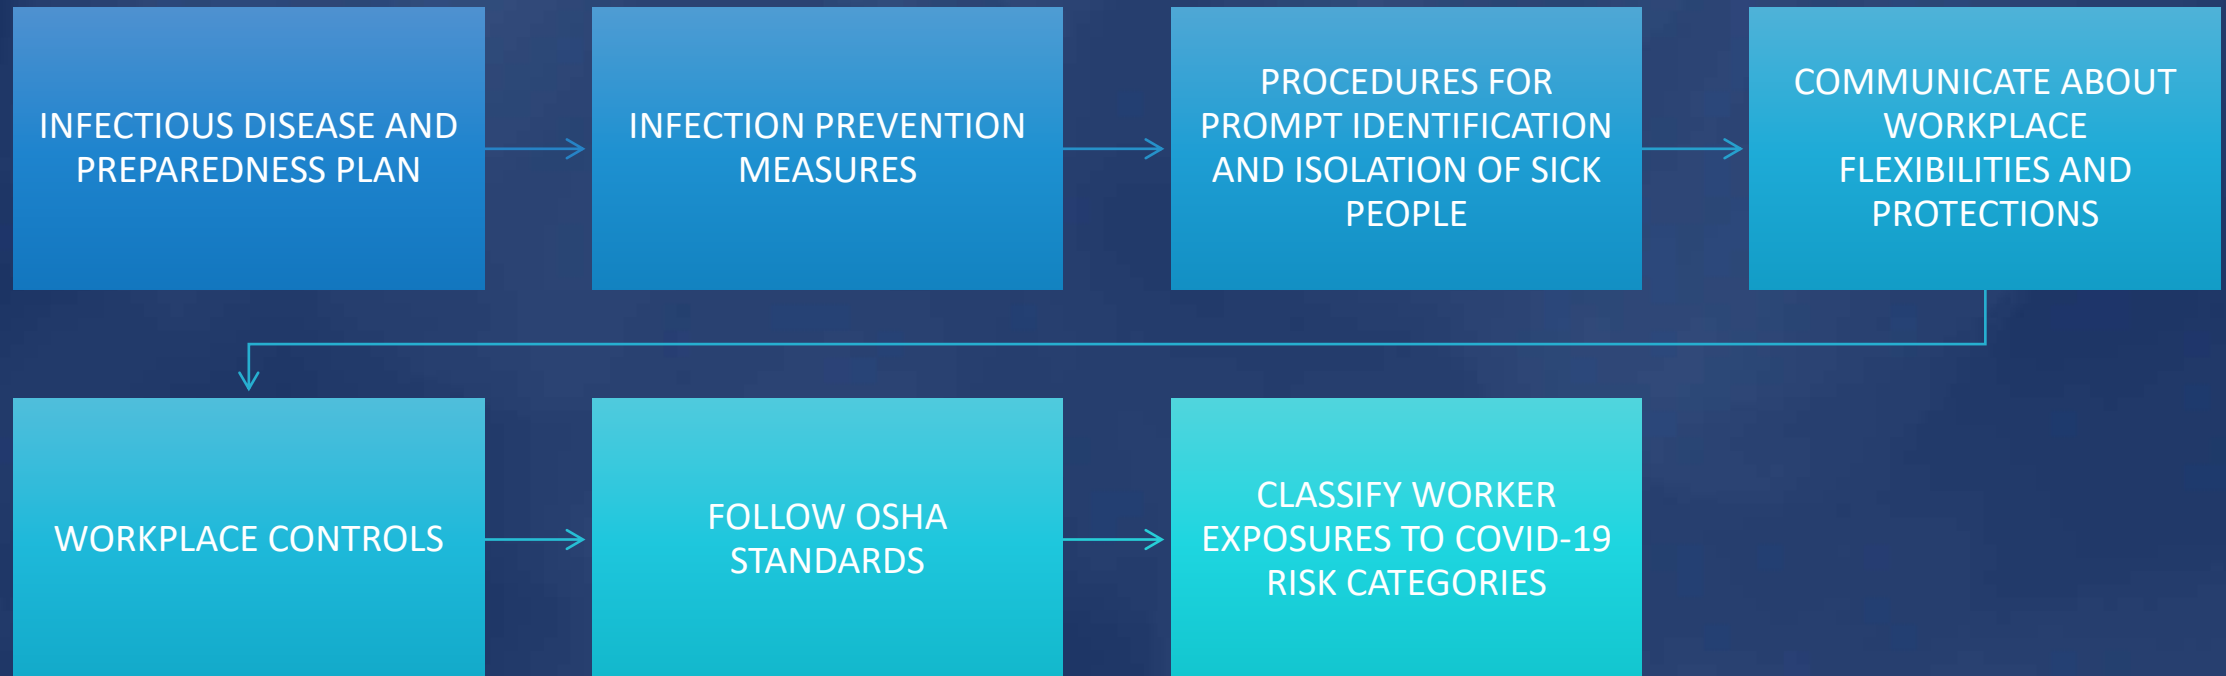 INFECTIOUS DISEASE AND
PREPAREDNESS PLAN
INFECTION PREVENTION
MEASURES
PROCEDURES FOR
PROMPT IDENTIFICATION
AND ISOLATION OF SICK
PEOPLE
COMMUNICATE ABOUT
WORKPLACE
FLEXIBILITIES AND
PROTECTIONS
WORKPLACE CONTROLS
FOLLOW OSHA
STANDARDS
CLASSIFY WORKER
EXPOSURES TO COVID-19
RISK CATEGORIES